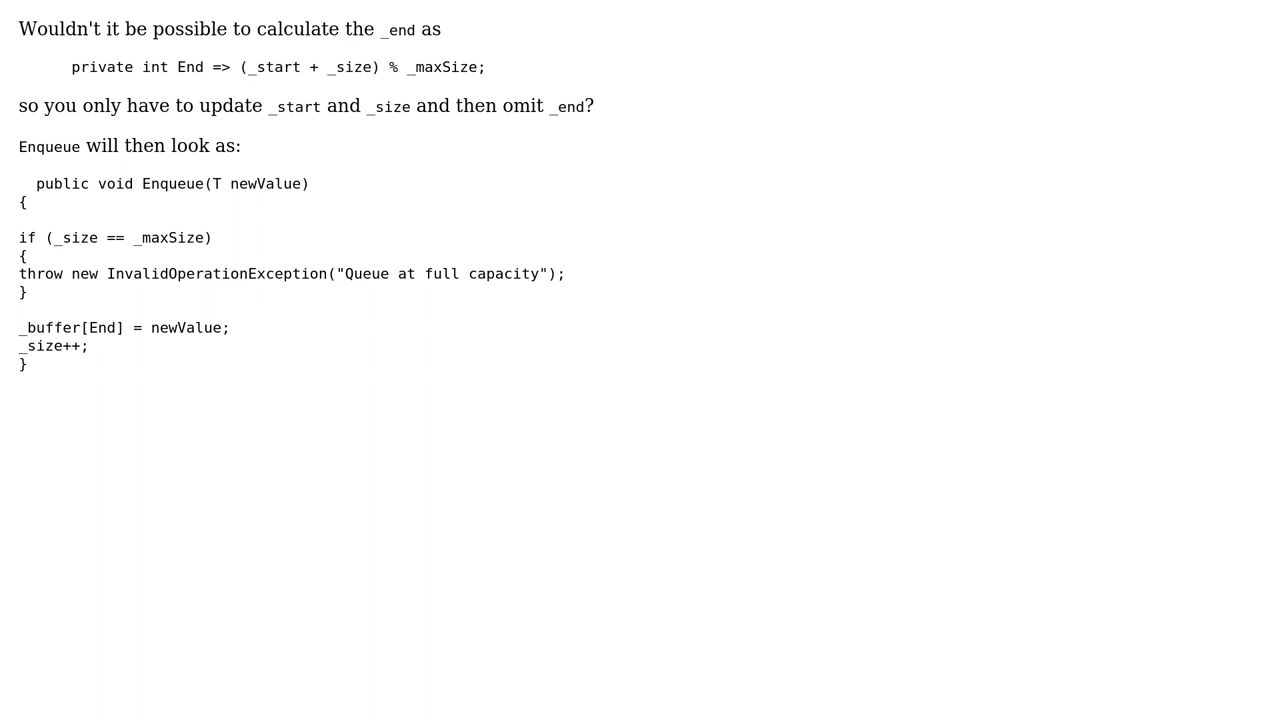 Wouldn't it be possible to calculate the _end as
private int End => (_start + _size) % _maxSize;
so you only have to update _start and _size and then omit _end?
Enqueue will then look as:
public void Enqueue(T newValue)
{
if (_size == _maxSize)
{
throw new InvalidOperationException("Queue at full capacity");
}
_buffer[End] = newValue;
_size++;
}